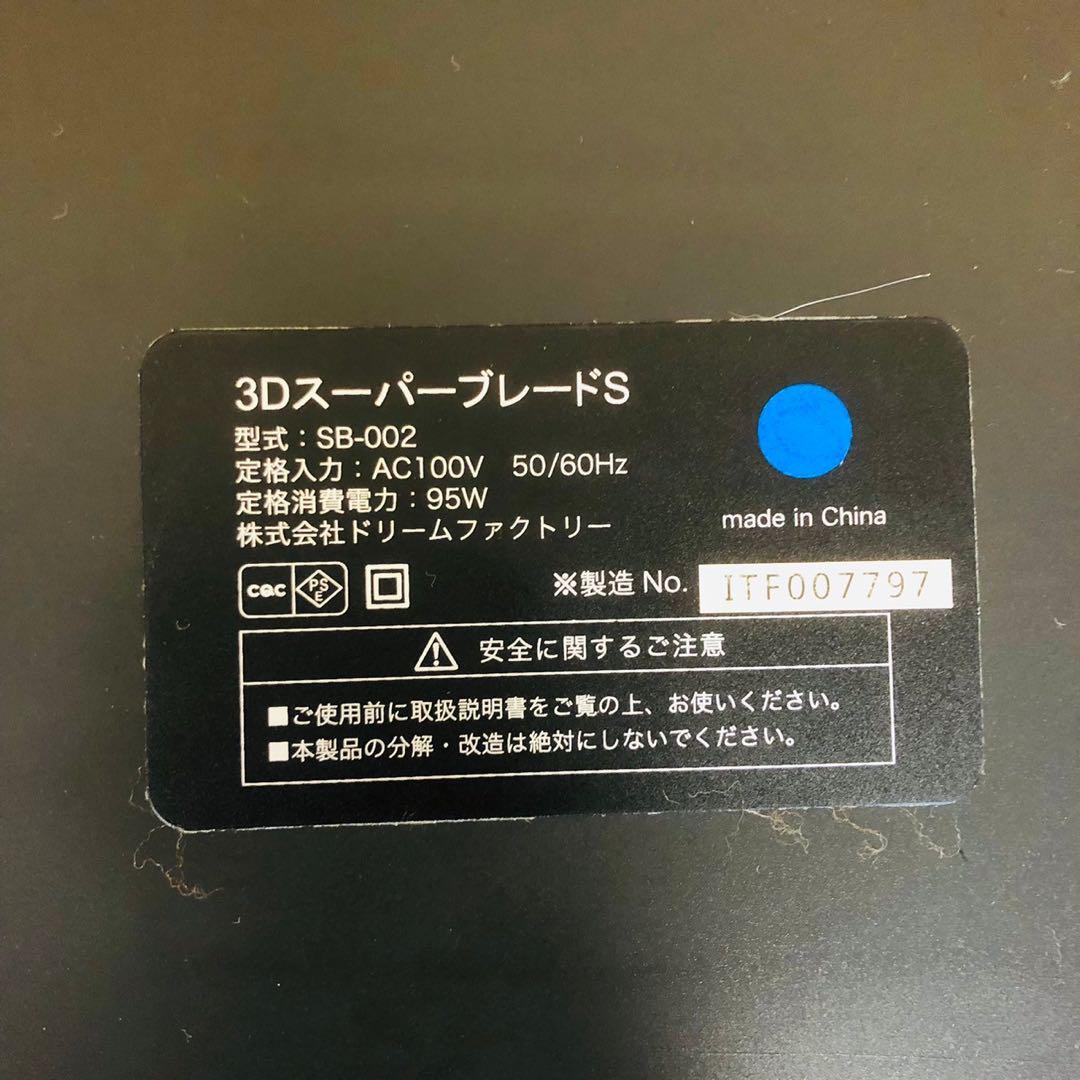 3DスーパーブレードS
型式：SB-002
定格入力：AC100V 50/60Hz
定格消費電力：95W
株式会社ドリームファクトリー
made in China
cqc PSE
※製造 No. ITF007797
安全に関するご注意
■ご使用前に取扱説明書をご覧の上、お使いください。
■本製品の分解・改造は絶対にしないでください。